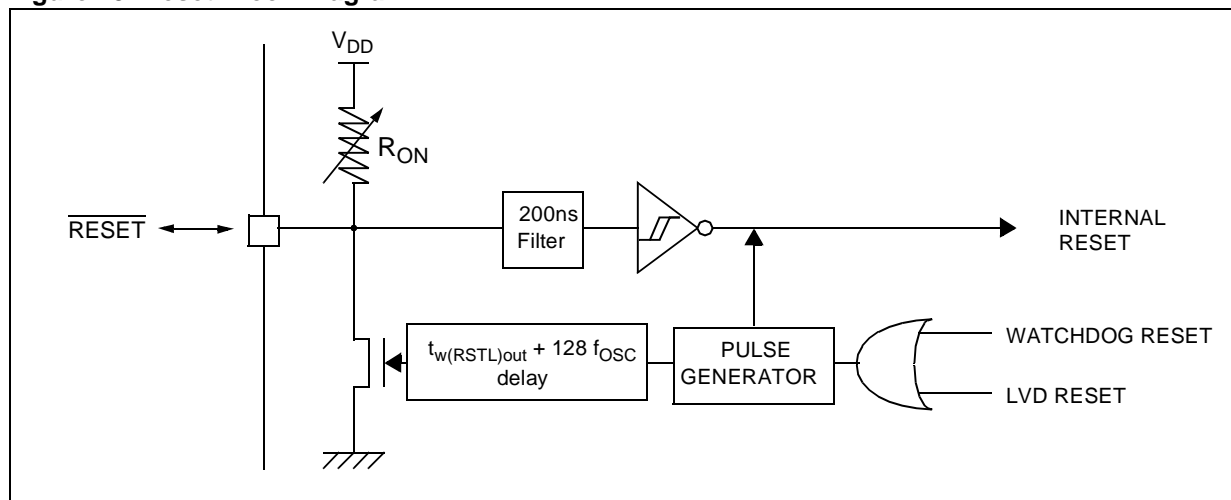 V_DD
R_ON
RESET
200ns
Filter
INTERNAL
RESET
t_w(RSTL)out + 128 f_OSC
delay
PULSE
GENERATOR
WATCHDOG RESET
LVD RESET